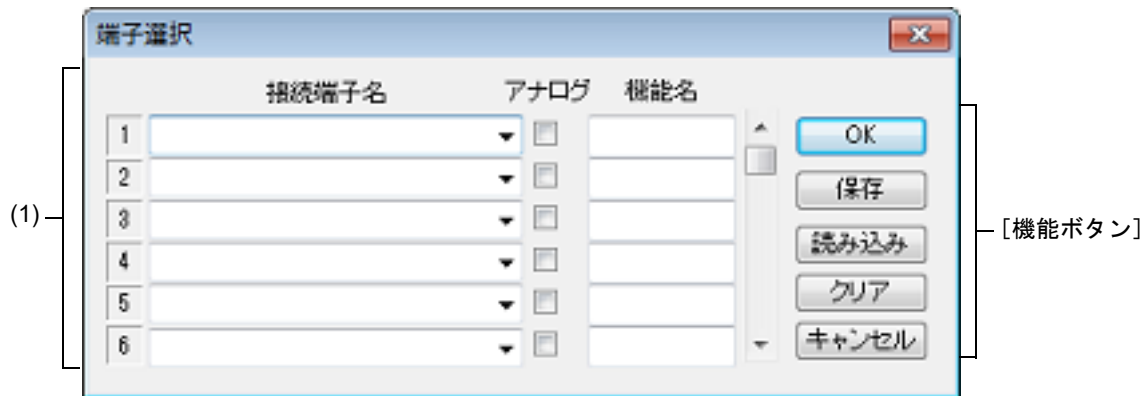 端子選択
接続端子名 アナログ 機能名
1
2
3
4
5
6
OK
保存
読み込み
クリア
キャンセル
(1)
[機能ボタン]